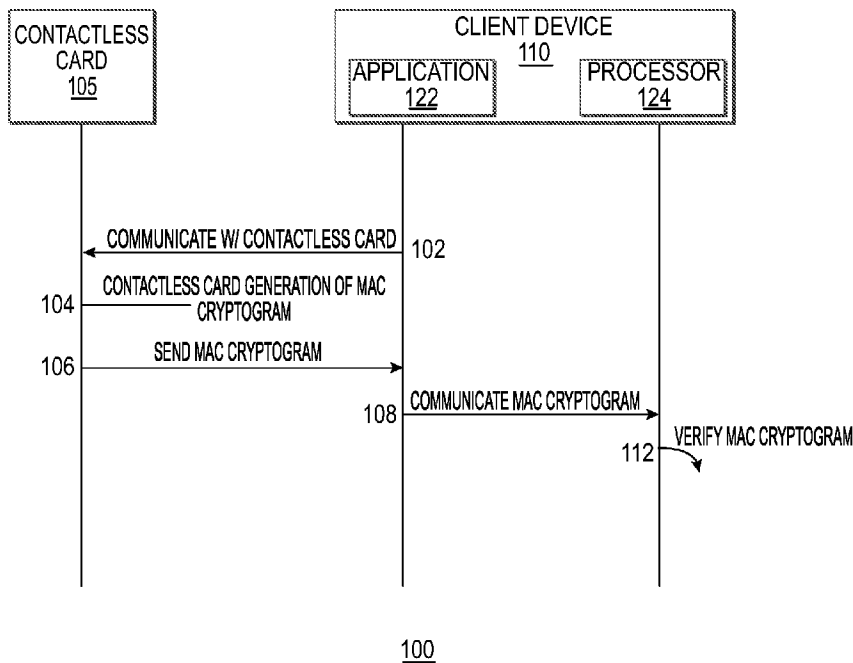 CONTACTLESS
CARD
105
CLIENT DEVICE
110
APPLICATION
122
PROCESSOR
124
COMMUNICATE W/ CONTACTLESS CARD
102
CONTACTLESS CARD GENERATION OF MAC
CRYPTOGRAM
104
SEND MAC CRYPTOGRAM
106
COMMUNICATE MAC CRYPTOGRAM
108
VERIFY MAC CRYPTOGRAM
112
100